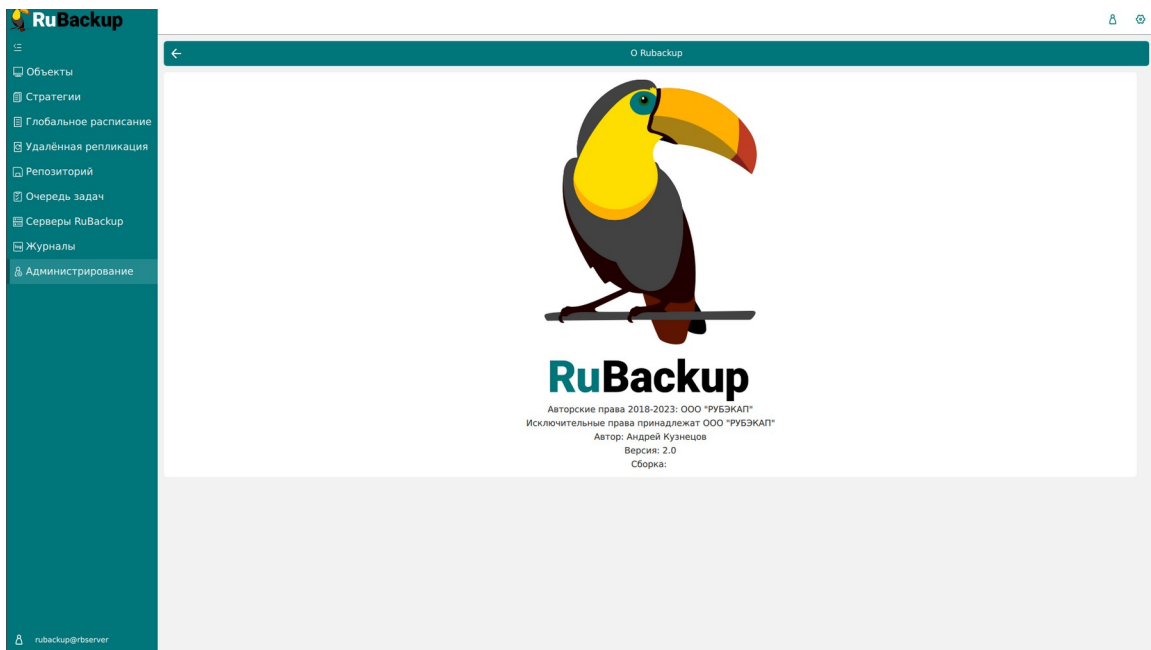 RuBackup
О Rubackup
Объекты
Стратегии
Глобальное расписание
Удалённая репликация
Репозиторий
Очередь задач
Серверы RuBackup
Журналы
Администрирование
RuBackup
Авторские права 2018-2023: ООО "РУБЭКАП"
Исключительные права принадлежат ООО "РУБЭКАП"
Автор: Андрей Кузнецов
Версия: 2.0
Сборка:
rubackup@rbserver